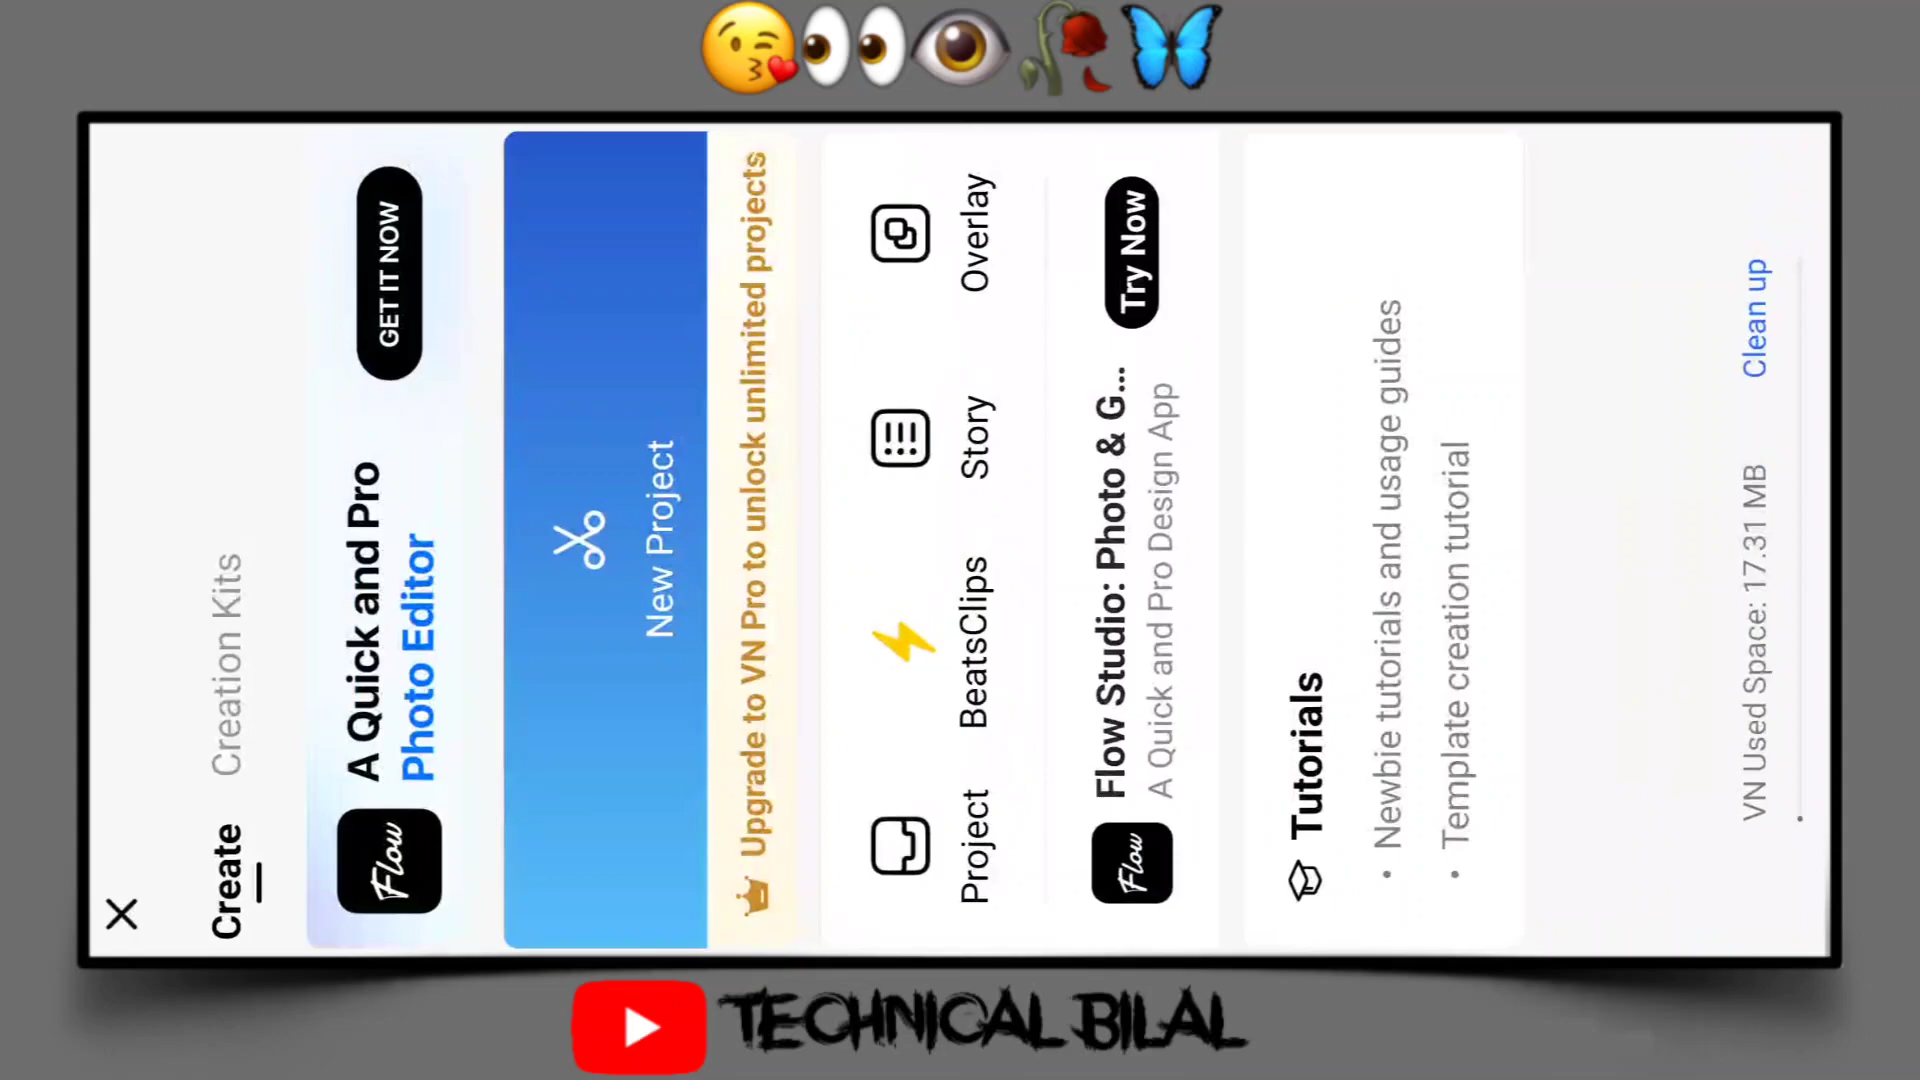 Create Creation Kits
Flow
A Quick and Pro
Photo Editor
GET IT NOW
New Project
Upgrade to VN Pro to unlock unlimited projects
Project BeatsClips Story Overlay
Flow
Flow Studio: Photo & G...
A Quick and Pro Design App
Try Now
Tutorials
• Newbie tutorials and usage guides
• Template creation tutorial
VN Used Space: 17.31 MB Clean up
TECHNICAL BILAL